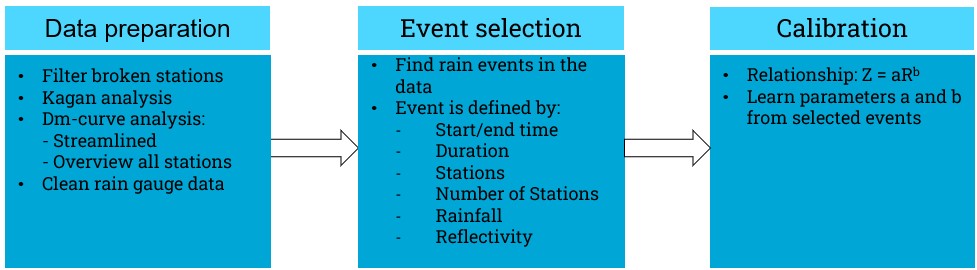 Data preparation
• Filter broken stations
• Kagan analysis
• Dm-curve analysis:
- Streamlined
- Overview all stations
• Clean rain gauge data
Event selection
• Find rain events in the
data
• Event is defined by:
- Start/end time
- Duration
- Stations
- Number of Stations
- Rainfall
- Reflectivity
Calibration
• Relationship: Z = aRᵇ
• Learn parameters a and b
from selected events